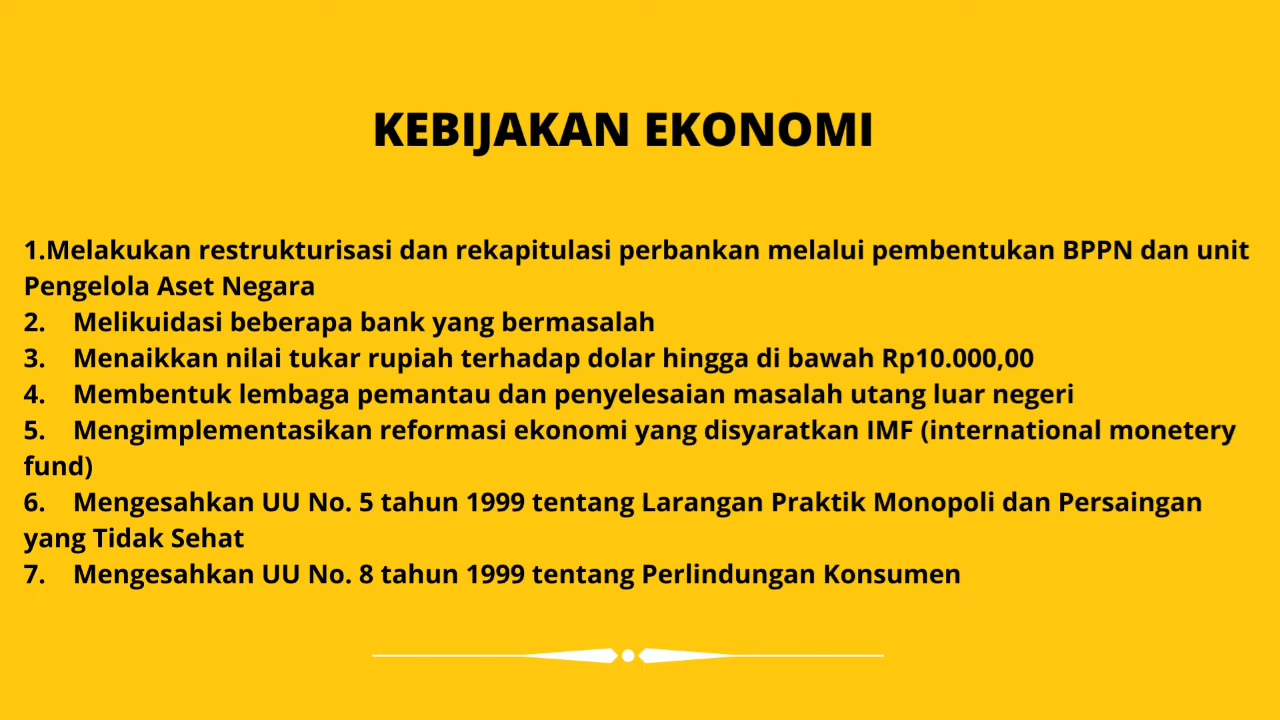 KEBIJAKAN EKONOMI
1.Melakukan restrukturisasi dan rekapitulasi perbankan melalui pembentukan BPPN dan unit
Pengelola Aset Negara
2. Melikuidasi beberapa bank yang bermasalah
3. Menaikkan nilai tukar rupiah terhadap dolar hingga di bawah Rp10.000,00
4. Membentuk lembaga pemantau dan penyelesaian masalah utang luar negeri
5. Mengimplementasikan reformasi ekonomi yang disyaratkan IMF (international monetery
fund)
6. Mengesahkan UU No. 5 tahun 1999 tentang Larangan Praktik Monopoli dan Persaingan
yang Tidak Sehat
7. Mengesahkan UU No. 8 tahun 1999 tentang Perlindungan Konsumen